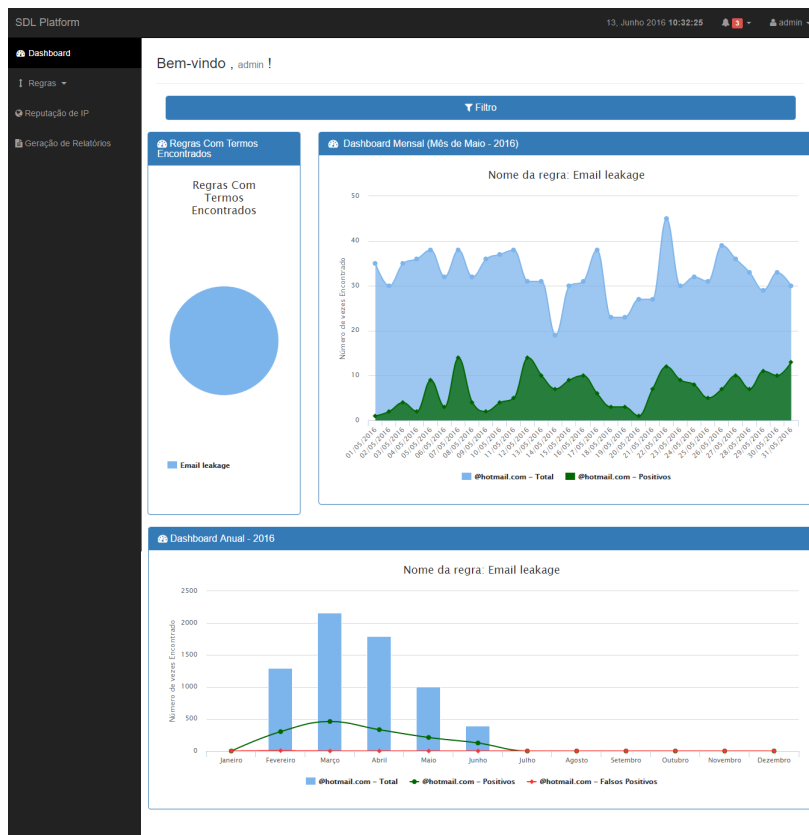 SDL Platform
13, Junho 2016 10:32:25
3
admin
Dashboard
Regras
Reputação de IP
Geração de Relatórios
Bem-vindo , admin !
Filtro
Regras Com Termos
Encontrados
Regras Com
Termos
Encontrados
Email leakage
Dashboard Mensal (Mês de Maio - 2016)
Nome da regra: Email leakage
Número de vezes Encontrado
50
40
30
20
10
0
01/05/2016
02/05/2016
03/05/2016
04/05/2016
05/05/2016
06/05/2016
07/05/2016
08/05/2016
09/05/2016
10/05/2016
11/05/2016
12/05/2016
13/05/2016
14/05/2016
15/05/2016
16/05/2016
17/05/2016
18/05/2016
19/05/2016
20/05/2016
21/05/2016
22/05/2016
23/05/2016
24/05/2016
25/05/2016
26/05/2016
27/05/2016
28/05/2016
29/05/2016
30/05/2016
31/05/2016
@hotmail.com – Total
@hotmail.com – Positivos
Dashboard Anual - 2016
Nome da regra: Email leakage
Número de vezes Encontrado
2500
2000
1500
1000
500
0
Janeiro
Fevereiro
Março
Abril
Maio
Junho
Julho
Agosto
Setembro
Outubro
Novembro
Dezembro
@hotmail.com – Total
@hotmail.com – Positivos
@hotmail.com – Falsos Positivos